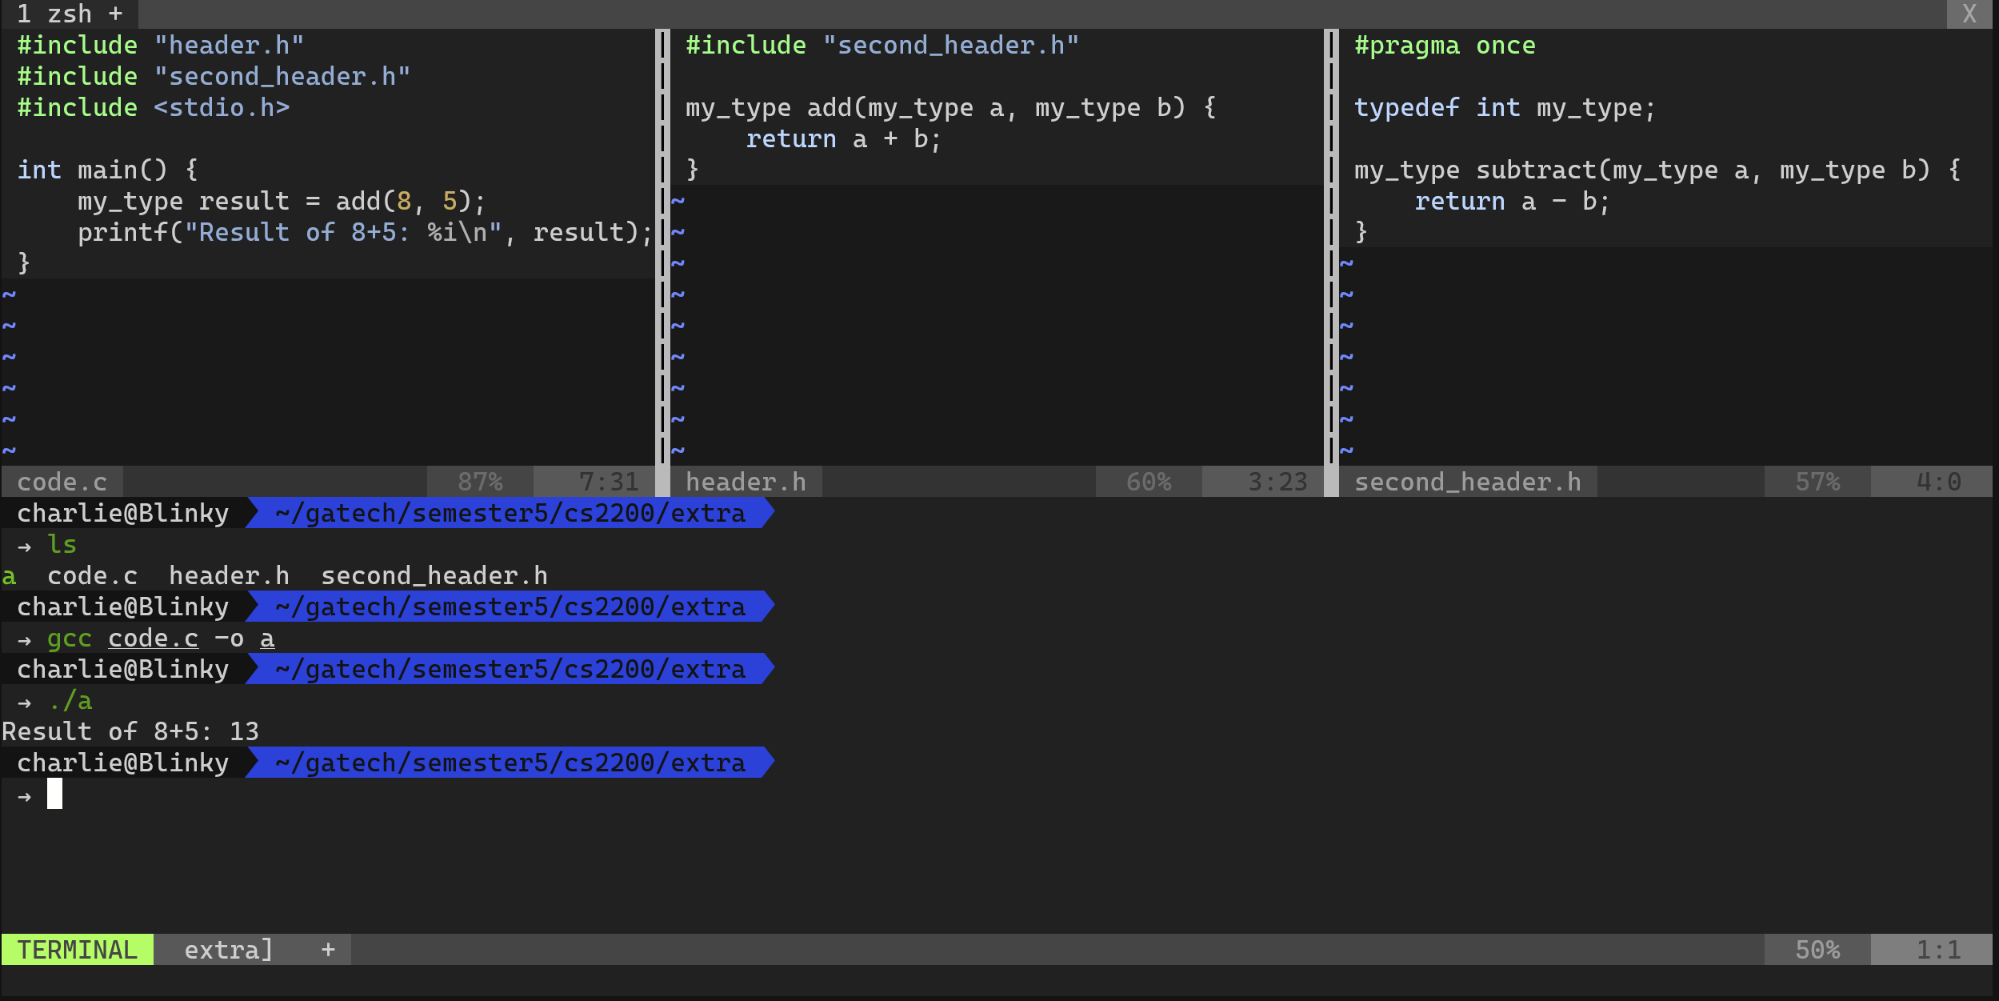 1 zsh + X
#include "header.h"
#include "second_header.h"
#include <stdio.h>
int main() {
    my_type result = add(8, 5);
    printf("Result of 8+5: %i\n", result);
}
~
~
~
~
~
~
code.c 87% 7:31
#include "second_header.h"
my_type add(my_type a, my_type b) {
    return a + b;
}
~
~
~
~
~
~
~
~
~
header.h 60% 3:23
#pragma once
typedef int my_type;
my_type subtract(my_type a, my_type b) {
    return a - b;
}
~
~
~
~
~
~
~
second_header.h 57% 4:0
charlie@Blinky ~/gatech/semester5/cs2200/extra
→ ls
a  code.c  header.h  second_header.h
charlie@Blinky ~/gatech/semester5/cs2200/extra
→ gcc code.c -o a
charlie@Blinky ~/gatech/semester5/cs2200/extra
→ ./a
Result of 8+5: 13
charlie@Blinky ~/gatech/semester5/cs2200/extra
→
TERMINAL extra] + 50% 1:1